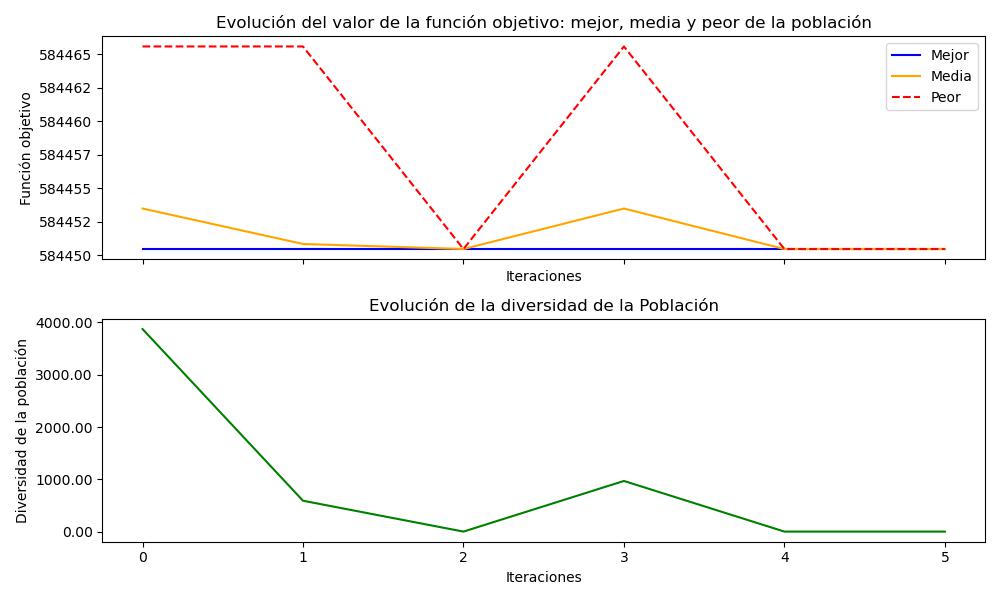 Evolución del valor de la función objetivo: mejor, media y peor de la población
Función objetivo
584465
584462
584460
584457
584455
584452
584450
Mejor
Media
Peor
Iteraciones
Evolución de la diversidad de la Población
Diversidad de la población
4000.00
3000.00
2000.00
1000.00
0.00
0 1 2 3 4 5
Iteraciones